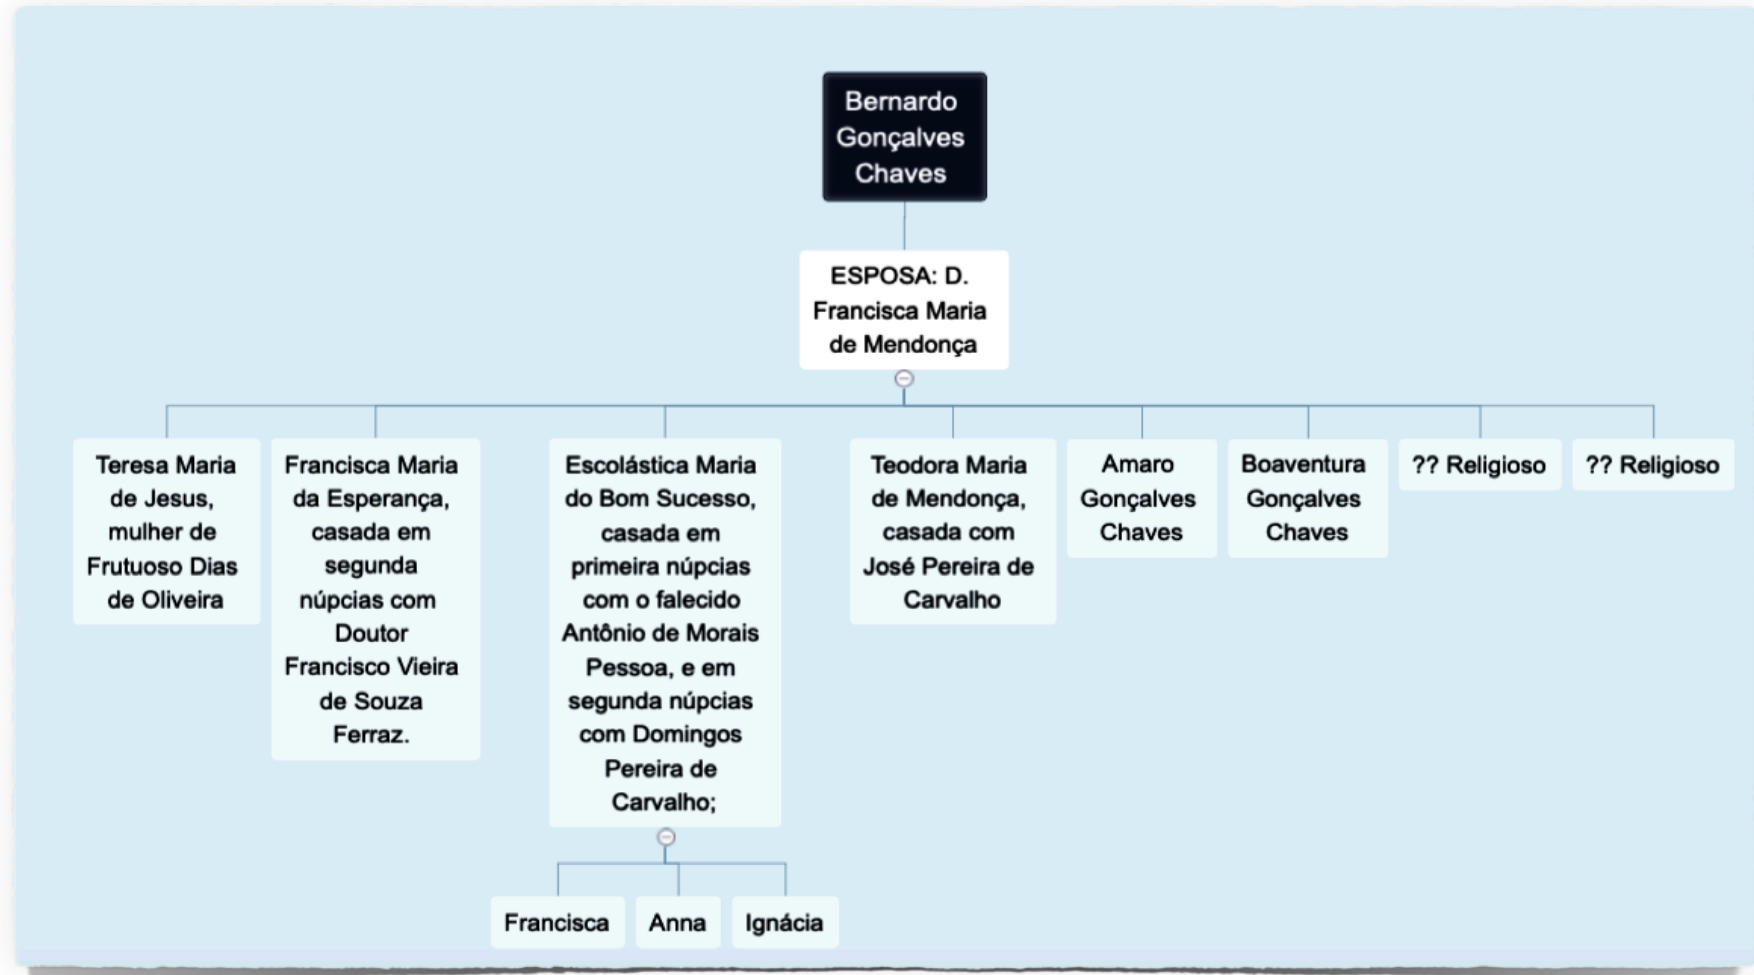 Bernardo
Gonçalves
Chaves
ESPOSA: D.
Francisca Maria
de Mendonça
Teresa Maria
de Jesus,
mulher de
Frutuoso Dias
de Oliveira
Francisca Maria
da Esperança,
casada em
segunda
núpcias com
Doutor
Francisco Vieira
de Souza
Ferraz.
Escolástica Maria
do Bom Sucesso,
casada em
primeira núpcias
com o falecido
Antônio de Morais
Pessoa, e em
segunda núpcias
com Domingos
Pereira de
Carvalho;
Teodora Maria
de Mendonça,
casada com
José Pereira de
Carvalho
Amaro
Gonçalves
Chaves
Boaventura
Gonçalves
Chaves
?? Religioso
?? Religioso
Francisca
Anna
Ignácia